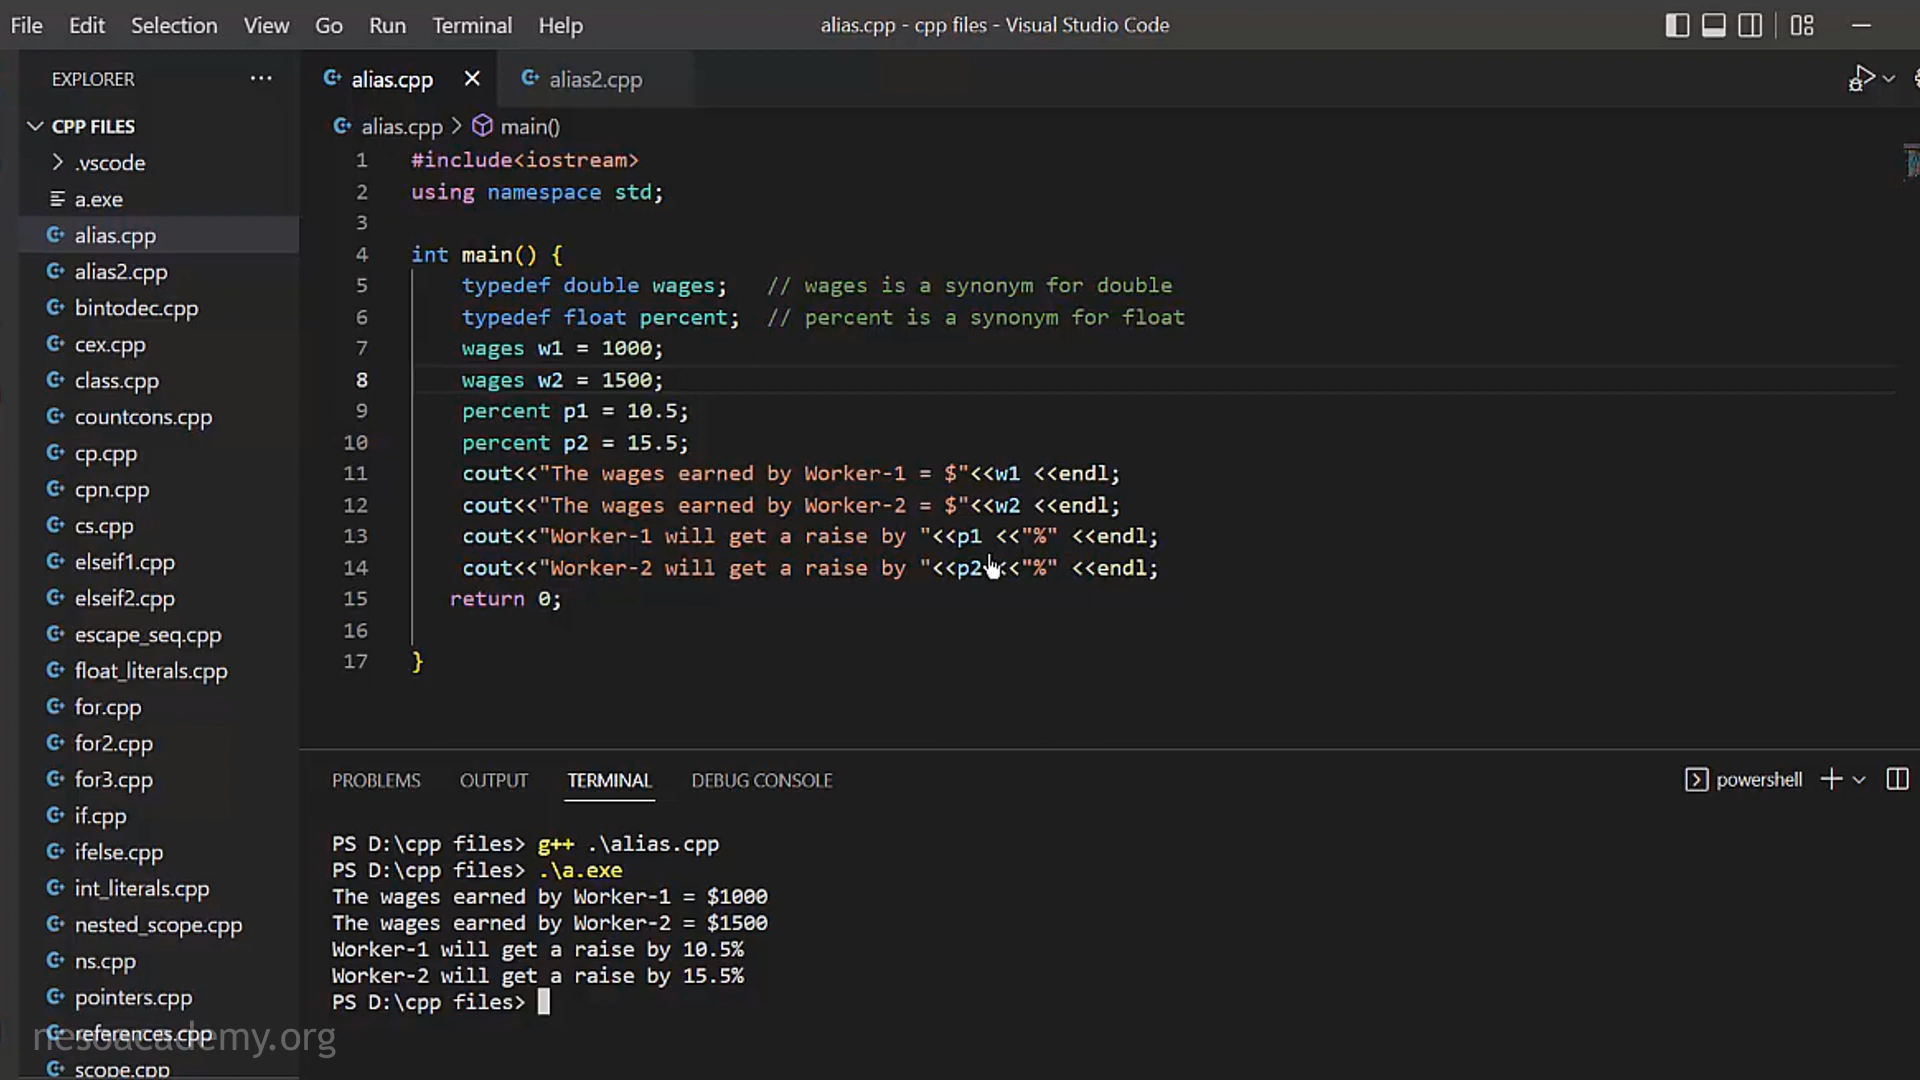 File Edit Selection View Go Run Terminal Help
alias.cpp - cpp files - Visual Studio Code
EXPLORER ...
CPP FILES
.vscode
a.exe
alias.cpp
alias2.cpp
bintodec.cpp
cex.cpp
class.cpp
countcons.cpp
cp.cpp
cpn.cpp
cs.cpp
elseif1.cpp
elseif2.cpp
escape_seq.cpp
float_literals.cpp
for.cpp
for2.cpp
for3.cpp
if.cpp
ifelse.cpp
int_literals.cpp
nested_scope.cpp
ns.cpp
pointers.cpp
references.cpp
scope.cpp
alias.cpp alias2.cpp
alias.cpp > main()
1 #include<iostream>
2 using namespace std;
3
4 int main() {
5 typedef double wages; // wages is a synonym for double
6 typedef float percent; // percent is a synonym for float
7 wages w1 = 1000;
8 wages w2 = 1500;
9 percent p1 = 10.5;
10 percent p2 = 15.5;
11 cout<<"The wages earned by Worker-1 = $"<<w1 <<endl;
12 cout<<"The wages earned by Worker-2 = $"<<w2 <<endl;
13 cout<<"Worker-1 will get a raise by "<<p1 <<"%" <<endl;
14 cout<<"Worker-2 will get a raise by "<<p2 <<"%" <<endl;
15 return 0;
16
17 }
PROBLEMS OUTPUT TERMINAL DEBUG CONSOLE
powershell
PS D:\cpp files> g++ .\alias.cpp
PS D:\cpp files> .\a.exe
The wages earned by Worker-1 = $1000
The wages earned by Worker-2 = $1500
Worker-1 will get a raise by 10.5%
Worker-2 will get a raise by 15.5%
PS D:\cpp files>
nesoacademy.org